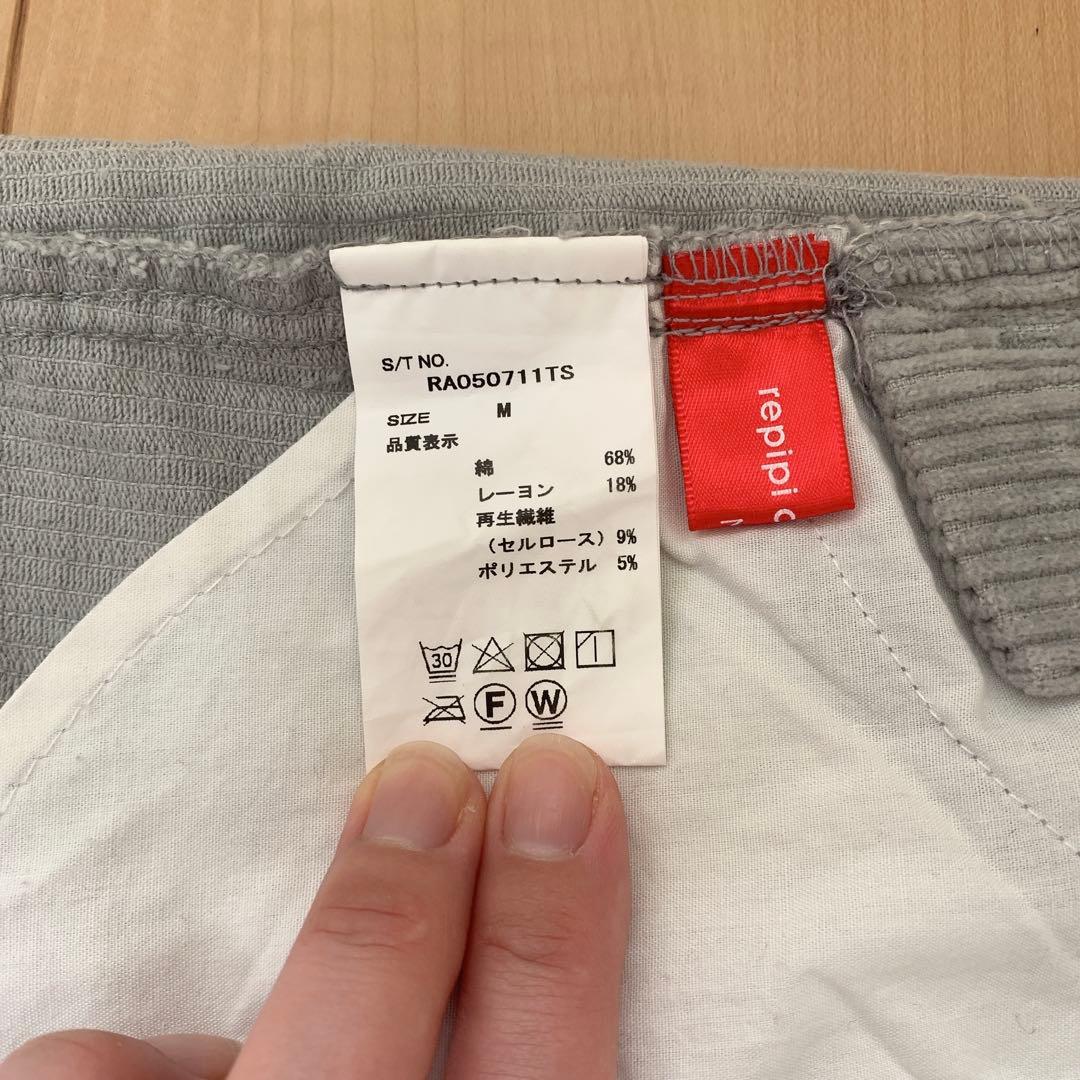 S/T NO.
RA050711TS
SIZE M
品質表示
綿 68%
レーヨン 18%
再生繊維
(セルロース) 9%
ポリエステル 5%
30
F W
repipi